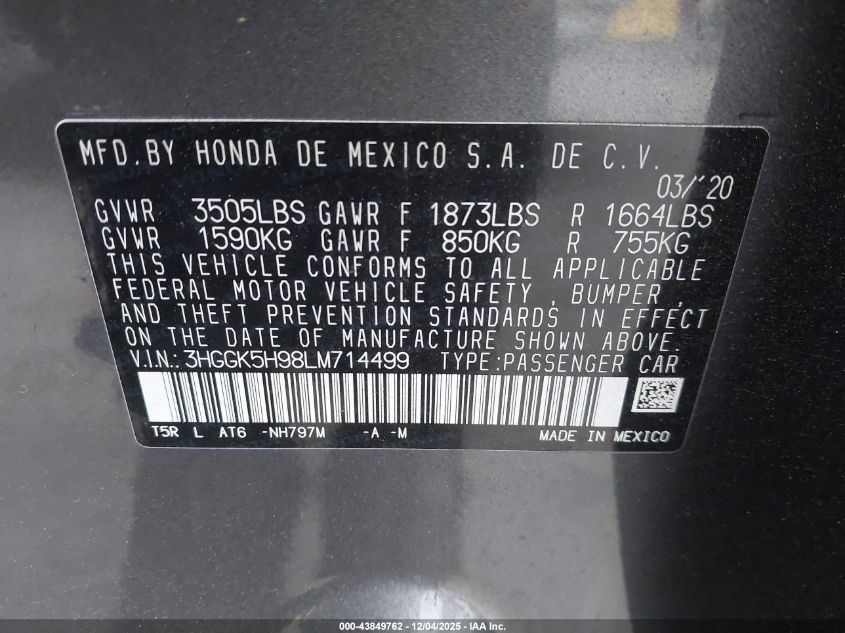 MFD.BY HONDA DE MEXICO S.A. DE C.V.
03/'20
GVWR 3505LBS GAWR F 1873LBS R 1664LBS
GVWR 1590KG GAWR F 850KG R 755KG
THIS VEHICLE CONFORMS TO ALL APPLICABLE
FEDERAL MOTOR VEHICLE SAFETY , BUMPER ,
AND THEFT PREVENTION STANDARDS IN EFFECT
ON THE DATE OF MANUFACTURE SHOWN ABOVE.
V.I.N.: 3HGGK5H98LM714499 TYPE:PASSENGER CAR
T5R L AT6 -NH797M -A -M MADE IN MEXICO
000-43849762 - 12/04/2025 - IAA Inc.